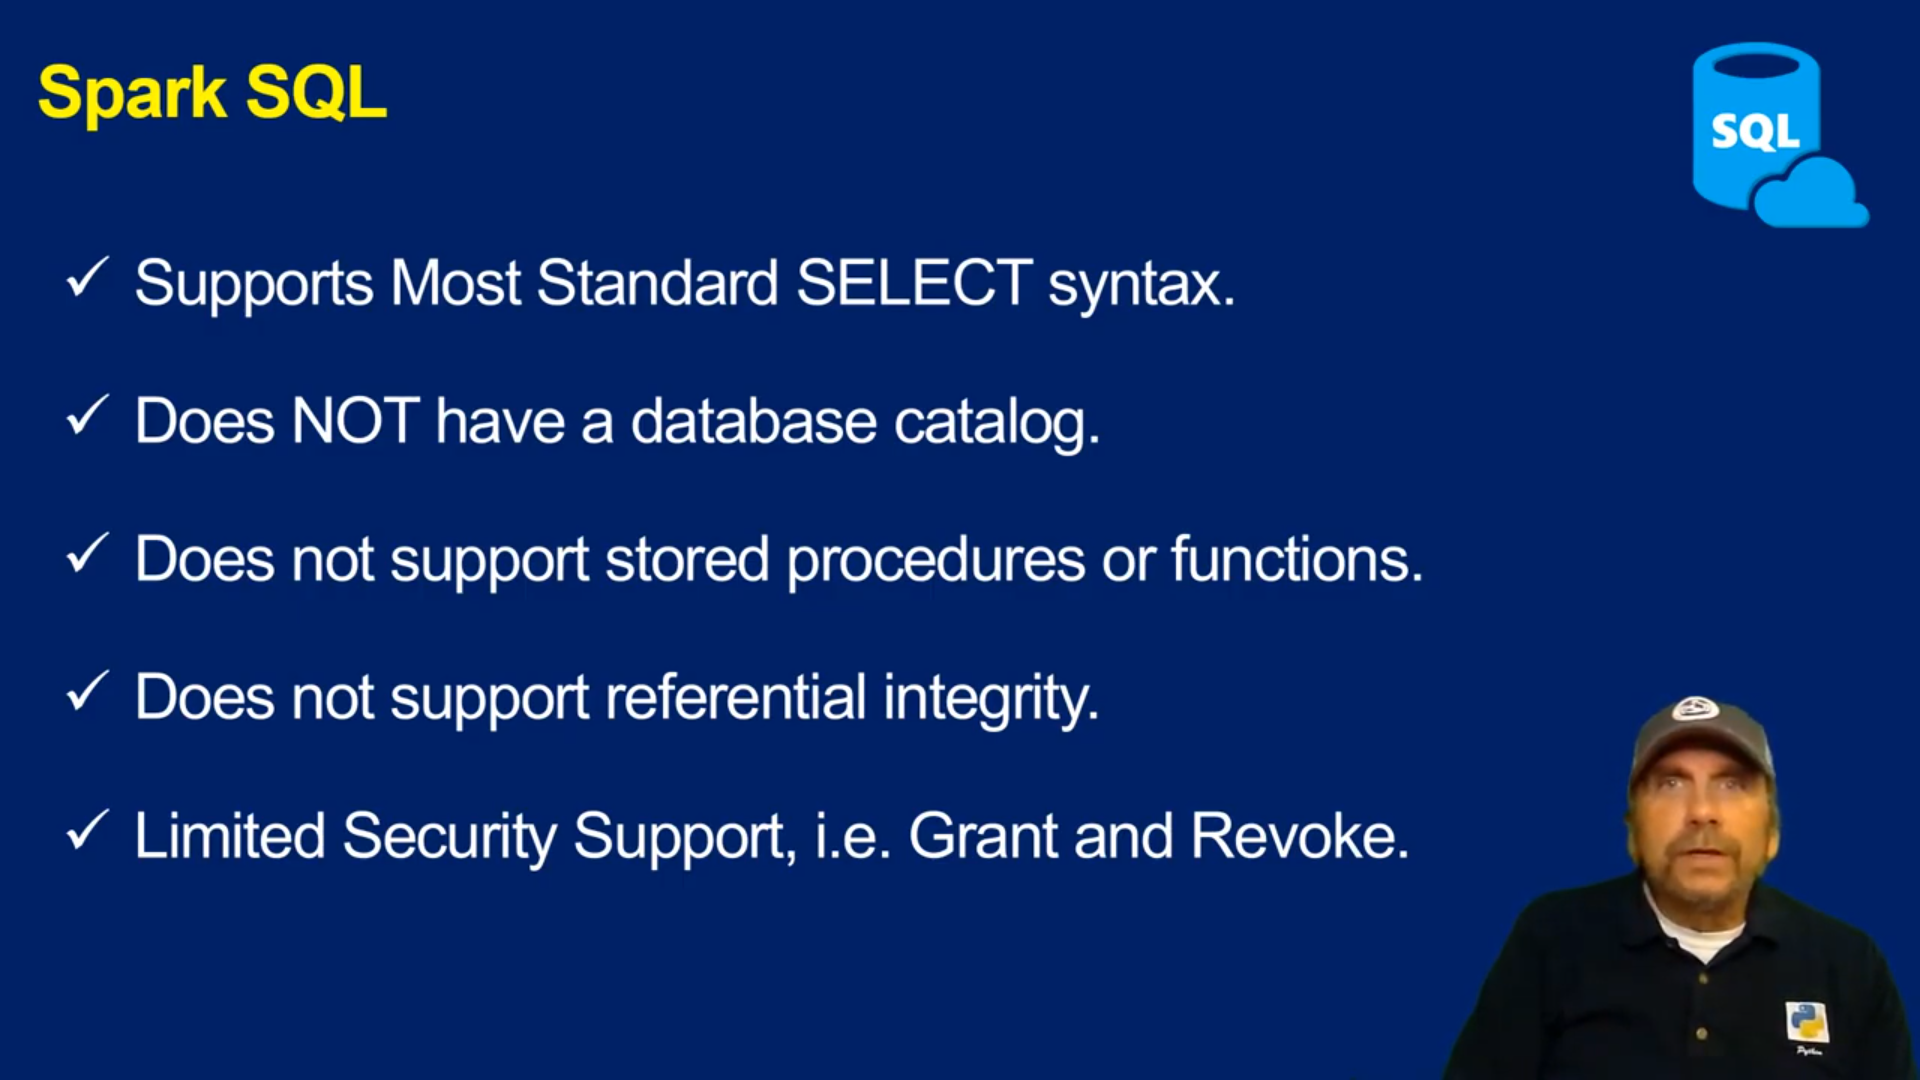 Spark SQL
SQL
✓ Supports Most Standard SELECT syntax.
✓ Does NOT have a database catalog.
✓ Does not support stored procedures or functions.
✓ Does not support referential integrity.
✓ Limited Security Support, i.e. Grant and Revoke.
Python